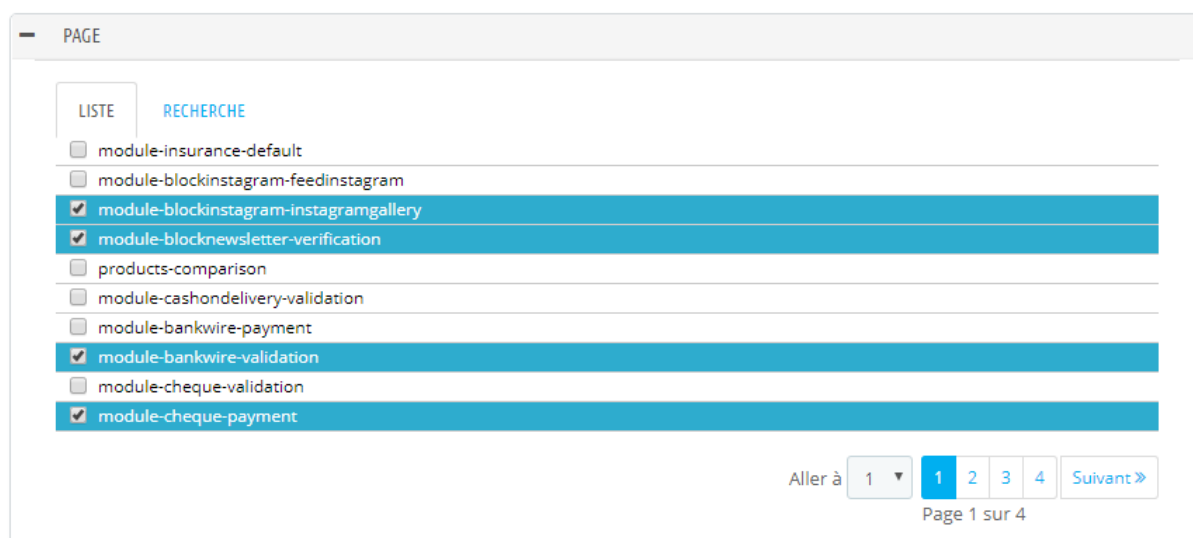 PAGE
LISTE RECHERCHE
module-insurance-default
module-blockinstagram-feedinstagram
module-blockinstagram-instagramgallery
module-blocknewsletter-verification
products-comparison
module-cashondelivery-validation
module-bankwire-payment
module-bankwire-validation
module-cheque-validation
module-cheque-payment
Aller à 1 1 2 3 4 Suivant »
Page 1 sur 4